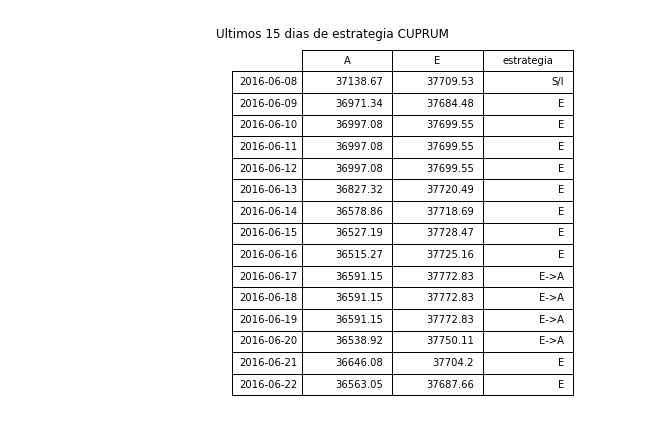 Ultimos 15 dias de estrategia CUPRUM
A E estrategia
2016-06-08 37138.67 37709.53 S/I
2016-06-09 36971.34 37684.48 E
2016-06-10 36997.08 37699.55 E
2016-06-11 36997.08 37699.55 E
2016-06-12 36997.08 37699.55 E
2016-06-13 36827.32 37720.49 E
2016-06-14 36578.86 37718.69 E
2016-06-15 36527.19 37728.47 E
2016-06-16 36515.27 37725.16 E
2016-06-17 36591.15 37772.83 E->A
2016-06-18 36591.15 37772.83 E->A
2016-06-19 36591.15 37772.83 E->A
2016-06-20 36538.92 37750.11 E->A
2016-06-21 36646.08 37704.2 E
2016-06-22 36563.05 37687.66 E